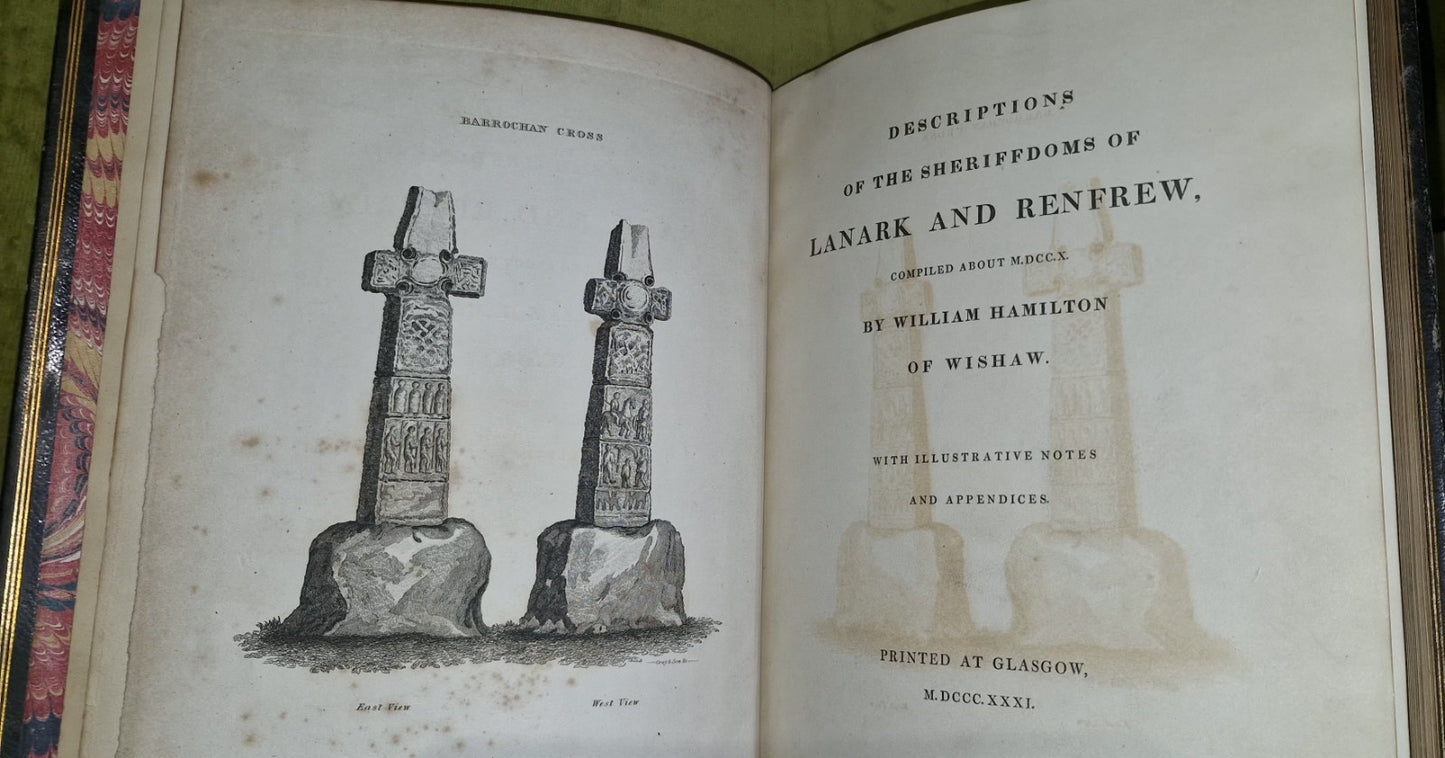 BARROCHAN CROSS
East View
West View
DESCRIPTIONS
OF THE SHERIFFDOMS OF
LANARK AND RENFREW,
COMPILED ABOUT M.DCC.X.
BY WILLIAM HAMILTON
OF WISHAW.
WITH ILLUSTRATIVE NOTES
AND APPENDICES.
PRINTED AT GLASGOW,
M.DCCC.XXXI.